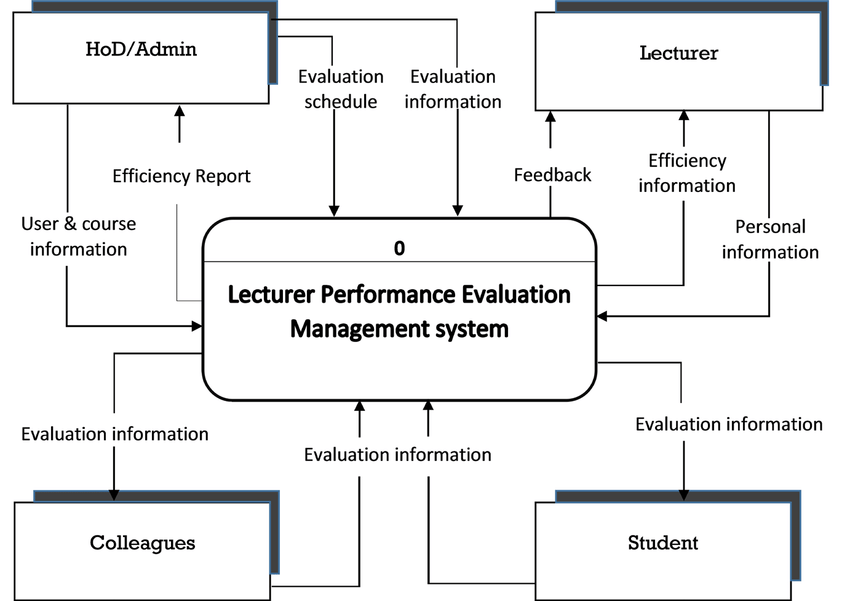 HoD/Admin
Lecturer
Evaluation
schedule
Evaluation
information
Efficiency Report
Feedback
Efficiency
information
User & course
information
Personal
information
0
Lecturer Performance Evaluation
Management system
Evaluation information
Evaluation information
Evaluation information
Colleagues
Student